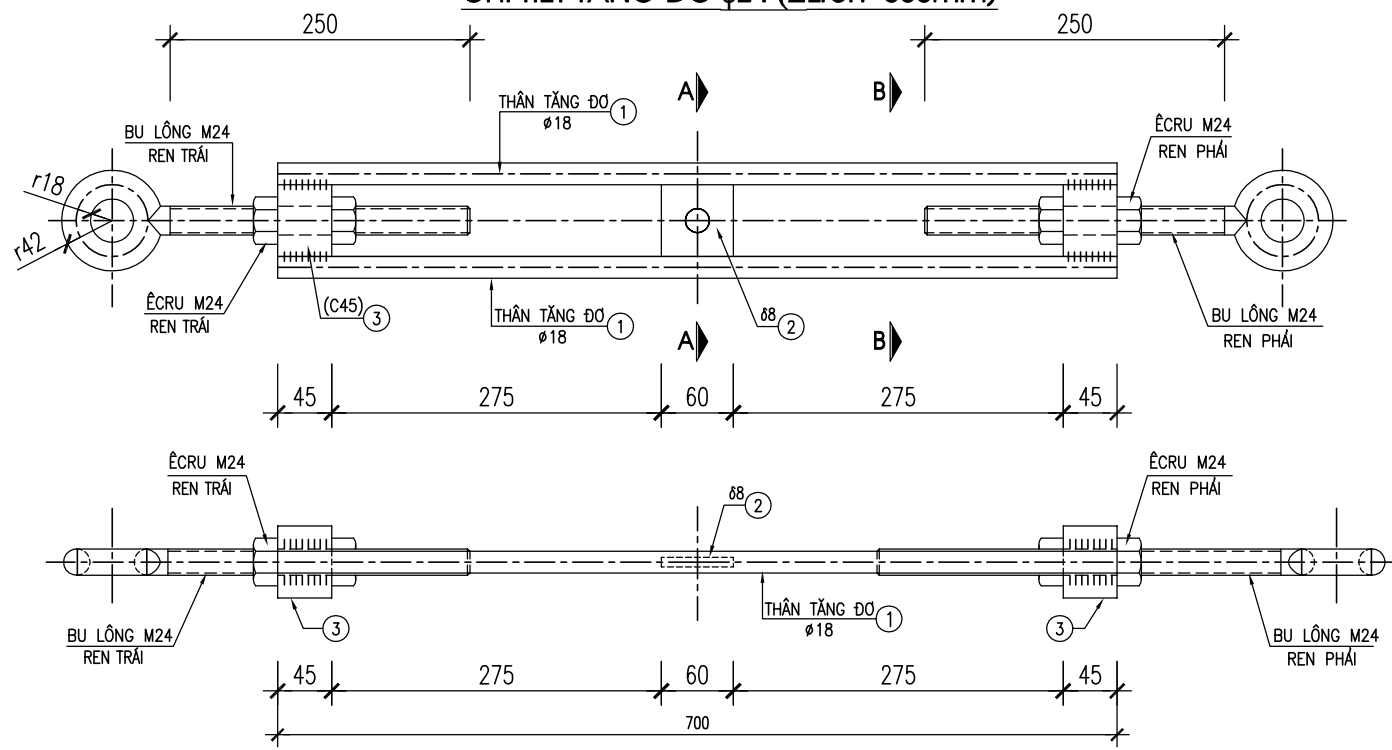 250
250
A
B
THÂN TĂNG ĐƠ 1
ø18
BU LÔNG M24
REN TRÁI
ÊCRU M24
REN PHẢI
r18
r42
ÊCRU M24
REN TRÁI
(C45) 3
THÂN TĂNG ĐƠ 1
ø18
δ8 2
A
B
BU LÔNG M24
REN PHẢI
45 275 60 275 45
ÊCRU M24
REN TRÁI
δ8 2
ÊCRU M24
REN PHẢI
BU LÔNG M24
REN TRÁI
3
THÂN TĂNG ĐƠ 1
ø18
3
BU LÔNG M24
REN PHẢI
45 275 60 275 45
700